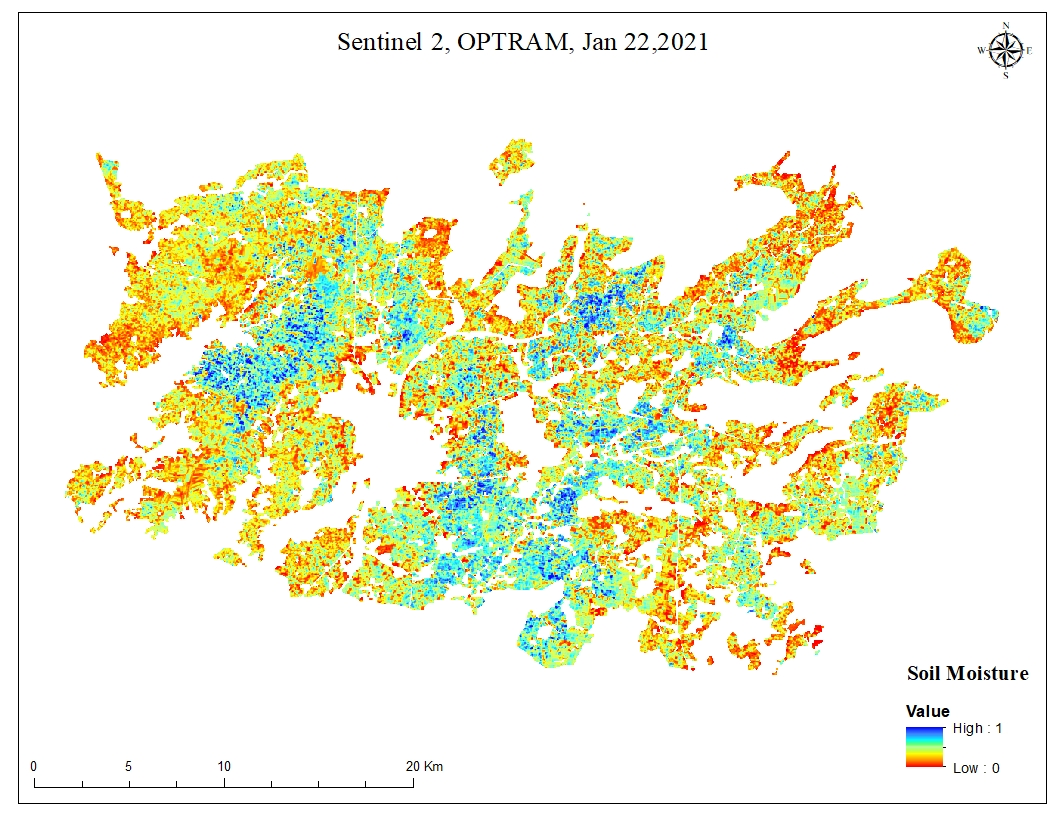 Sentinel 2, OPTRAM, Jan 22,2021
N
W E
S
Soil Moisture
Value
High : 1
Low : 0
0 5 10 20 Km